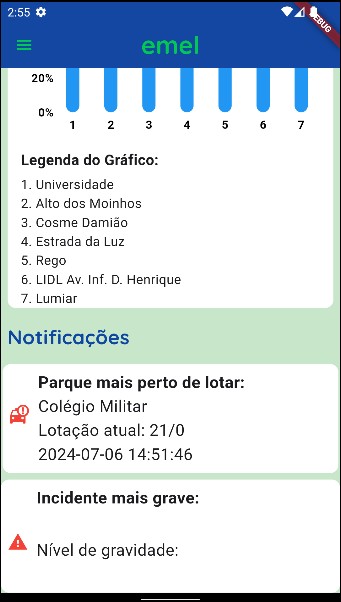 2:55
DEBUG
emel
20%
0%
1 2 3 4 5 6 7
Legenda do Gráfico:
1. Universidade
2. Alto dos Moinhos
3. Cosme Damião
4. Estrada da Luz
5. Rego
6. LIDL Av. Inf. D. Henrique
7. Lumiar
Notificações
Parque mais perto de lotar:
Colégio Militar
Lotação atual: 21/0
2024-07-06 14:51:46
Incidente mais grave:
Nível de gravidade: